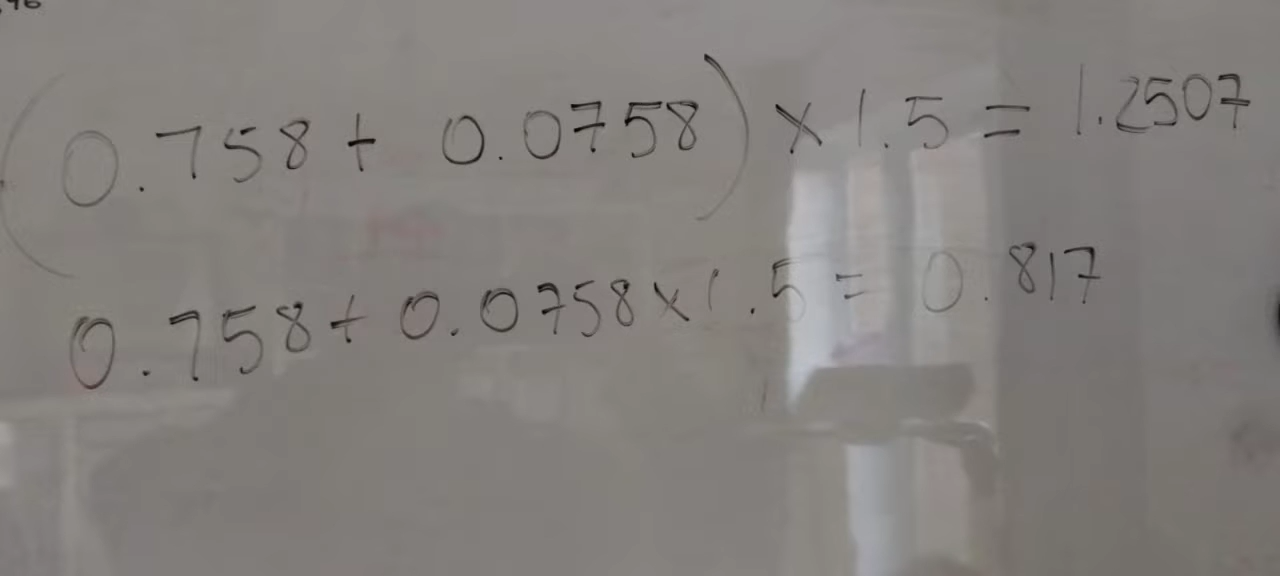 (0.758 + 0.0758) × 1.5 = 1.2507
0.758 + 0.0758 × 1.5 = 0.817